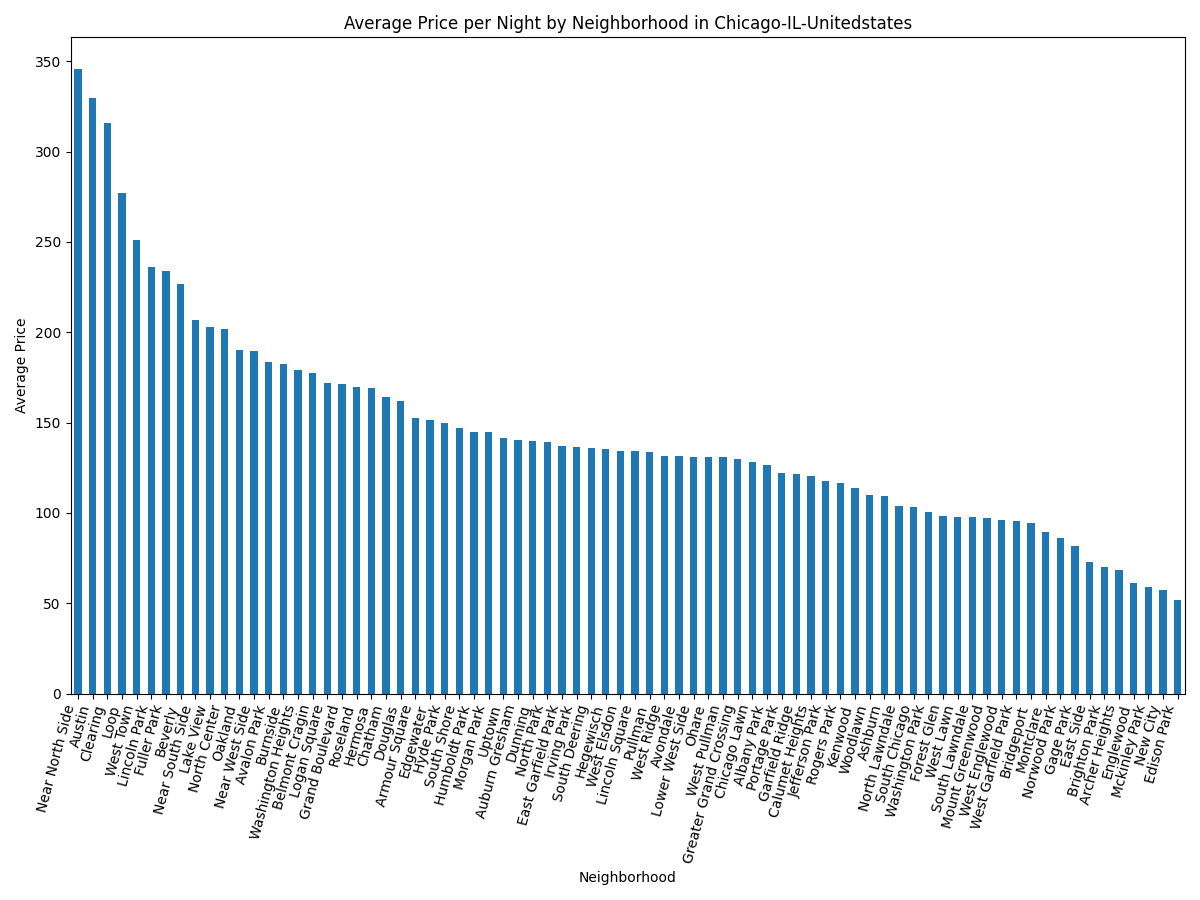 Average Price per Night by Neighborhood in Chicago-IL-Unitedstates
Average Price
350
300
250
200
150
100
50
0
Near North Side
Austin
Clearing
Loop
West Town
Lincoln Park
Fuller Park
Beverly
Near South Side
Lake View
North Center
Oakland
Near West Side
Avalon Park
Burnside
Washington Heights
Belmont Cragin
Logan Square
Grand Boulevard
Roseland
Hermosa
Chatham
Douglas
Armour Square
Edgewater
Hyde Park
South Shore
Humboldt Park
Morgan Park
Uptown
Auburn Gresham
Dunning
North Park
East Garfield Park
Irving Park
South Deering
Hegewisch
West Elsdon
Lincoln Square
Pullman
West Ridge
Avondale
Lower West Side
Ohare
West Pullman
Greater Grand Crossing
Chicago Lawn
Albany Park
Portage Park
Garfield Ridge
Calumet Heights
Jefferson Park
Rogers Park
Kenwood
Woodlawn
Ashburn
North Lawndale
South Chicago
Washington Park
Forest Glen
West Lawn
South Lawndale
Mount Greenwood
West Englewood
West Garfield Park
Bridgeport
Montclare
Norwood Park
Gage Park
East Side
Brighton Park
Archer Heights
Englewood
Mckinley Park
New City
Edison Park
Neighborhood